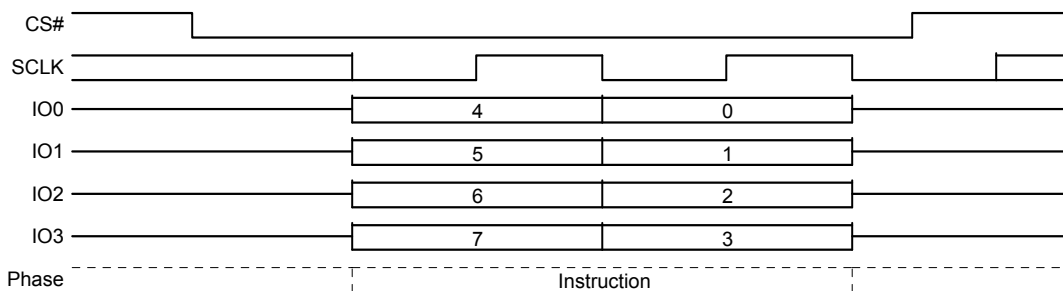 CS#
SCLK
IO0 4 0
IO1 5 1
IO2 6 2
IO3 7 3
Phase Instruction